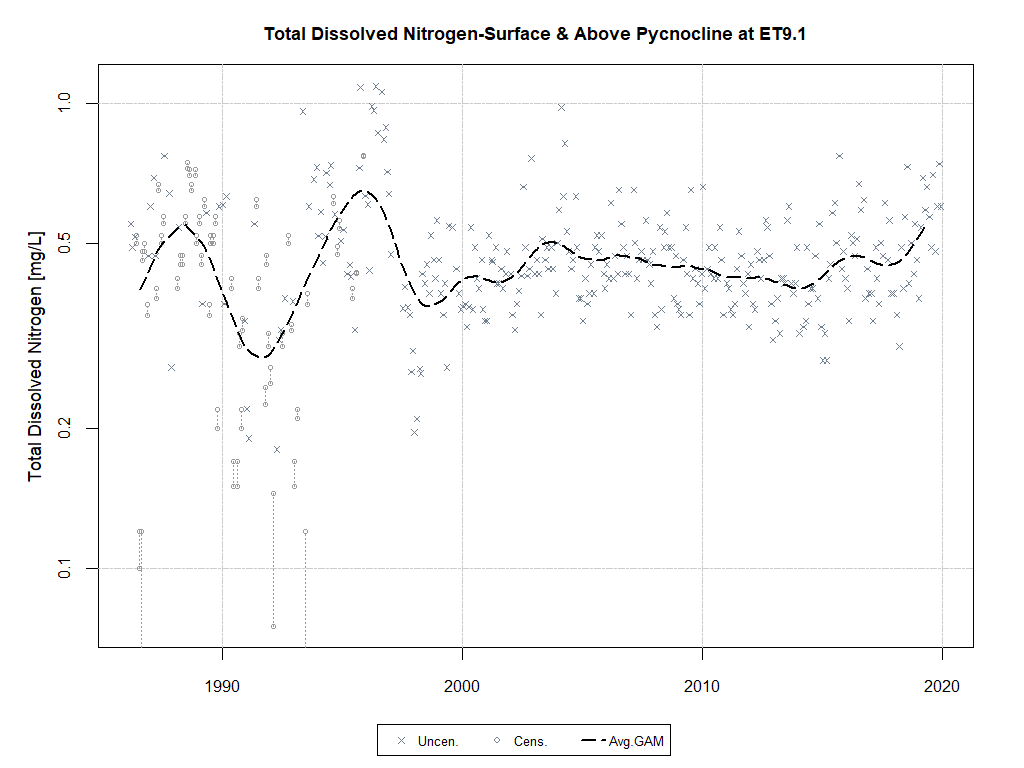 Total Dissolved Nitrogen-Surface & Above Pycnocline at ET9.1
Total Dissolved Nitrogen [mg/L]
1.0
0.5
0.2
0.1
1990 2000 2010 2020
Uncen. Cens. Avg.GAM